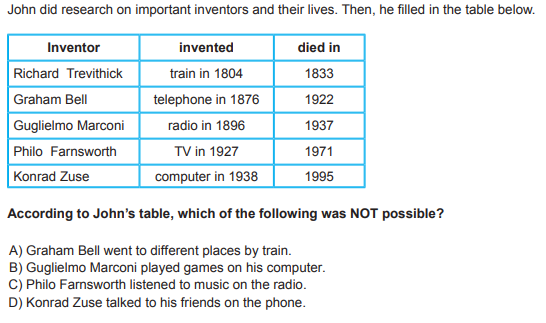 John did research on important inventors and their lives. Then, he filled in the table below.
Inventor invented died in
Richard Trevithick train in 1804 1833
Graham Bell telephone in 1876 1922
Guglielmo Marconi radio in 1896 1937
Philo Farnsworth TV in 1927 1971
Konrad Zuse computer in 1938 1995
According to John’s table, which of the following was NOT possible?
A) Graham Bell went to different places by train.
B) Guglielmo Marconi played games on his computer.
C) Philo Farnsworth listened to music on the radio.
D) Konrad Zuse talked to his friends on the phone.